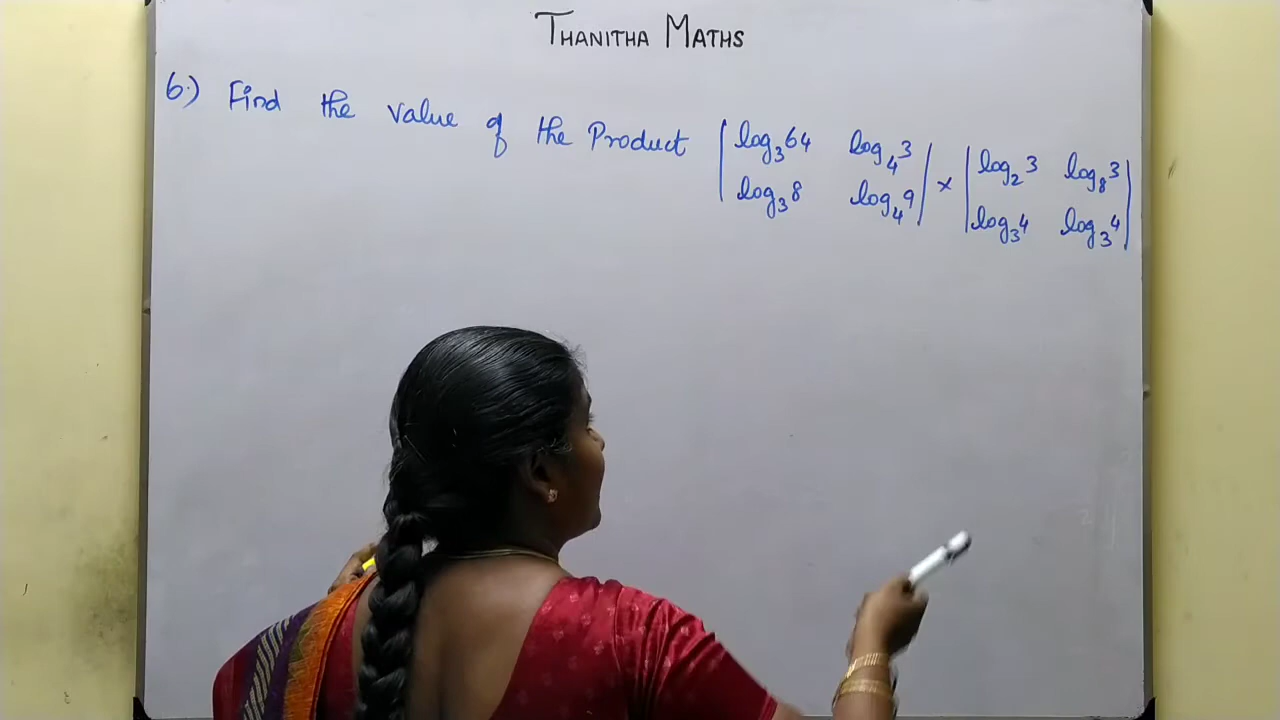 THANITHA MATHS
6.) Find the value of the Product | log₃64 log₄3 | × | log₂3 log₈3 |
| log₃8 log₄9 | | log₃4 log₃4 |